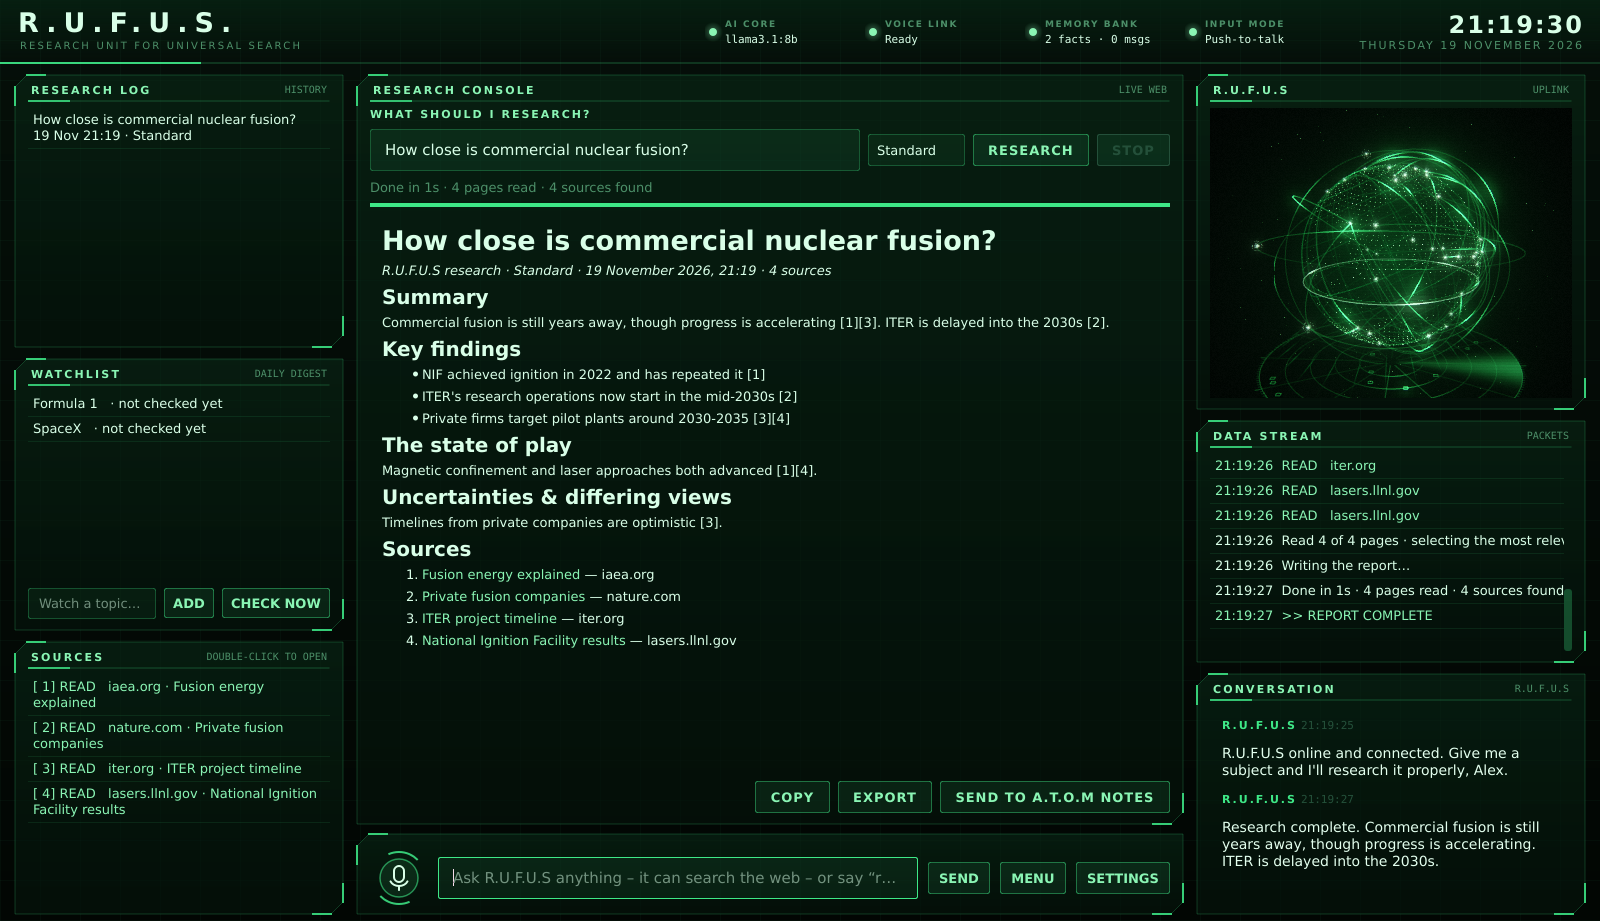 R.U.F.U.S.
RESEARCH UNIT FOR UNIVERSAL SEARCH
AI CORE
llama3.1:8b
VOICE LINK
Ready
MEMORY BANK
2 facts · 0 msgs
INPUT MODE
Push-to-talk
21:19:30
THURSDAY 19 NOVEMBER 2026
RESEARCH LOG
HISTORY
How close is commercial nuclear fusion?
19 Nov 21:19 · Standard
WATCHLIST
DAILY DIGEST
Formula 1 · not checked yet
SpaceX · not checked yet
Watch a topic...
ADD
CHECK NOW
SOURCES
DOUBLE-CLICK TO OPEN
[ 1] READ iaea.org · Fusion energy
explained
[ 2] READ nature.com · Private fusion
companies
[ 3] READ iter.org · ITER project timeline
[ 4] READ lasers.llnl.gov · National Ignition
Facility results
RESEARCH CONSOLE
LIVE WEB
WHAT SHOULD I RESEARCH?
How close is commercial nuclear fusion?
Standard
RESEARCH
STOP
Done in 1s · 4 pages read · 4 sources found
How close is commercial nuclear fusion?
R.U.F.U.S research · Standard · 19 November 2026, 21:19 · 4 sources
Summary
Commercial fusion is still years away, though progress is accelerating [1][3]. ITER is delayed into the 2030s [2].
Key findings
• NIF achieved ignition in 2022 and has repeated it [1]
• ITER's research operations now start in the mid-2030s [2]
• Private firms target pilot plants around 2030-2035 [3][4]
The state of play
Magnetic confinement and laser approaches both advanced [1][4].
Uncertainties & differing views
Timelines from private companies are optimistic [3].
Sources
1. Fusion energy explained — iaea.org
2. Private fusion companies — nature.com
3. ITER project timeline — iter.org
4. National Ignition Facility results — lasers.llnl.gov
COPY
EXPORT
SEND TO A.T.O.M NOTES
Ask R.U.F.U.S anything – it can search the web – or say “r…
SEND
MENU
SETTINGS
R.U.F.U.S
UPLINK
DATA STREAM
PACKETS
21:19:26 READ iter.org
21:19:26 READ lasers.llnl.gov
21:19:26 READ lasers.llnl.gov
21:19:26 Read 4 of 4 pages · selecting the most relev
21:19:26 Writing the report…
21:19:27 Done in 1s · 4 pages read · 4 sources found
21:19:27 >> REPORT COMPLETE
CONVERSATION
R.U.F.U.S
R.U.F.U.S 21:19:25
R.U.F.U.S online and connected. Give me a
subject and I'll research it properly, Alex.
R.U.F.U.S 21:19:27
Research complete. Commercial fusion is still
years away, though progress is accelerating.
ITER is delayed into the 2030s.